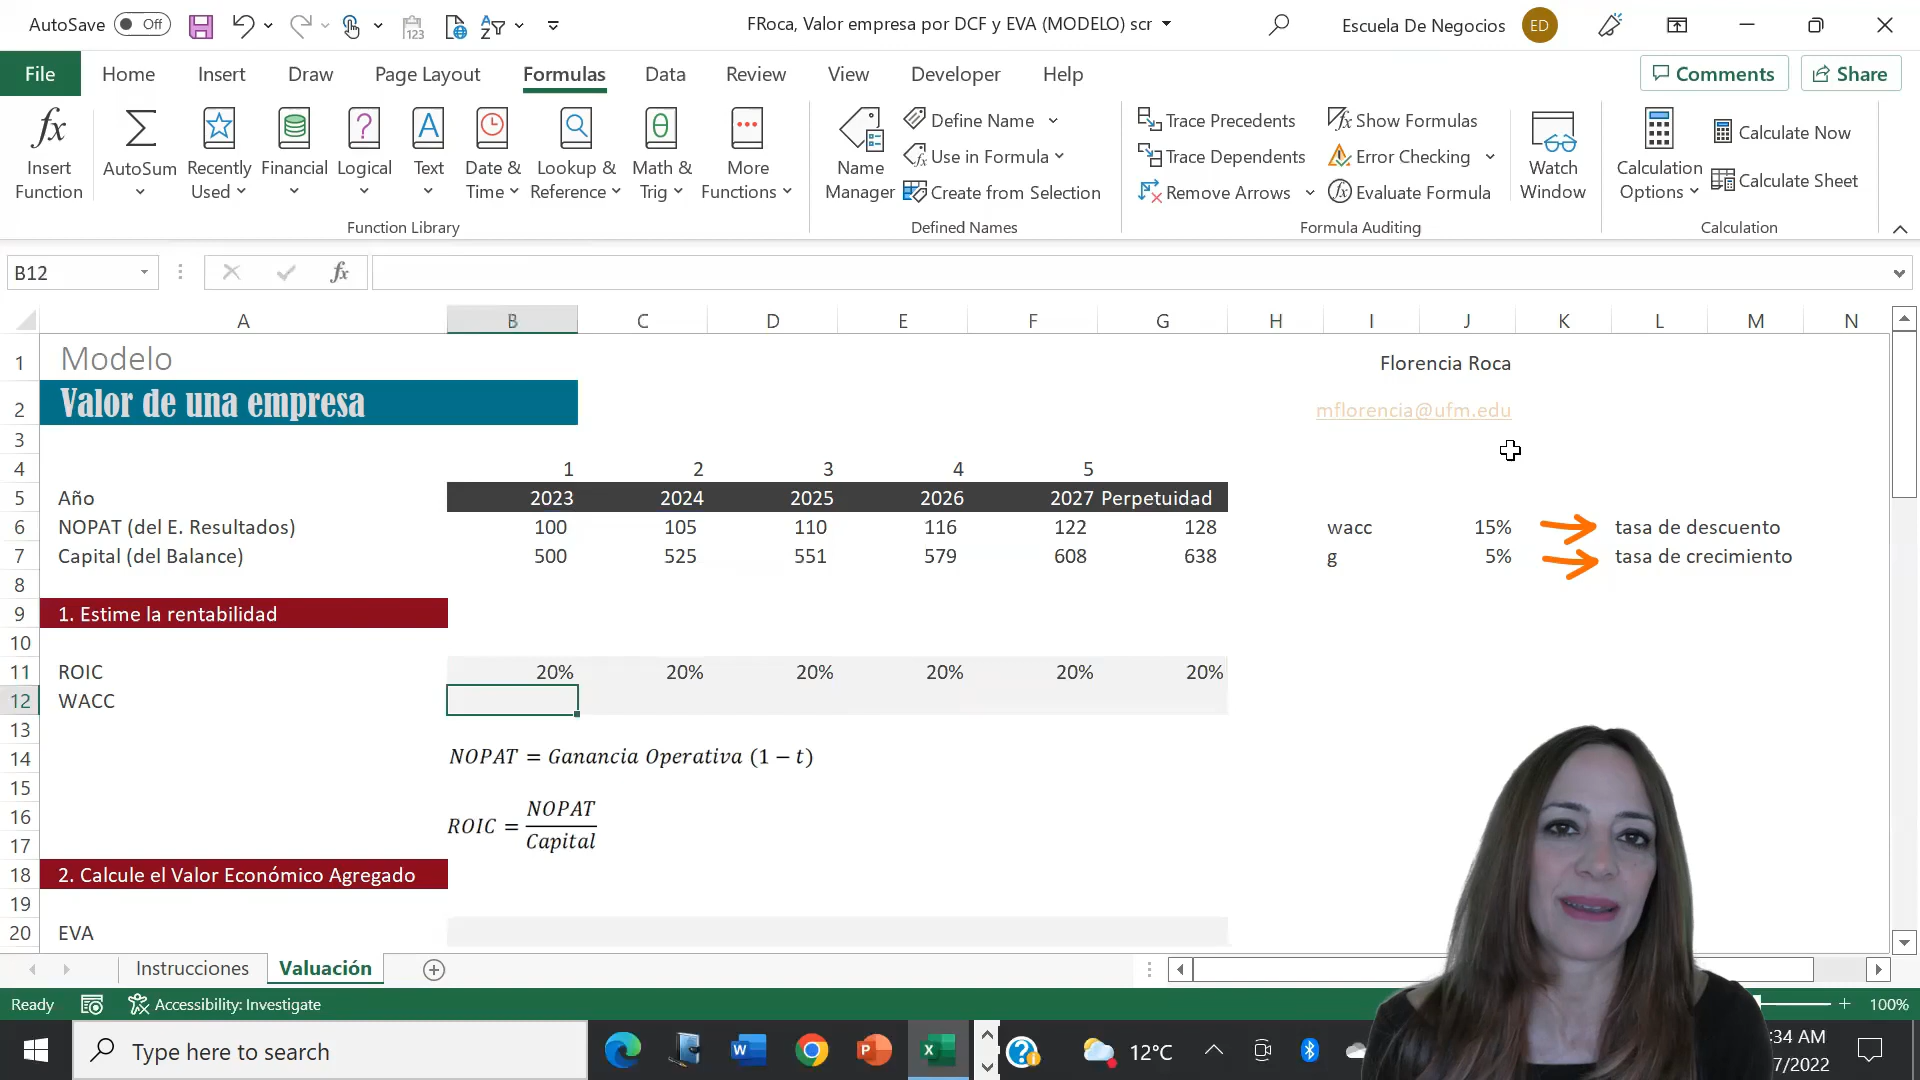 AutoSave Off FRoca, Valor empresa por DCF y EVA (MODELO) scr Escuela De Negocios ED
File Home Insert Draw Page Layout Formulas Data Review View Developer Help Comments Share
Insert Function AutoSum Recently Used Financial Logical Text Date & Time Lookup & Reference Math & Trig More Functions
Function Library
Name Manager Define Name Use in Formula Create from Selection
Defined Names
Trace Precedents Show Formulas
Trace Dependents Error Checking
Remove Arrows Evaluate Formula
Formula Auditing
Watch Window
Calculation Options Calculate Now Calculate Sheet
Calculation
B12 fx
A B C D E F G H I J K L M N
1 Modelo Florencia Roca
2 Valor de una empresa mflorencia@ufm.edu
3
4 1 2 3 4 5
5 Año 2023 2024 2025 2026 2027 Perpetuidad
6 NOPAT (del E. Resultados) 100 105 110 116 122 128 wacc 15% tasa de descuento
7 Capital (del Balance) 500 525 551 579 608 638 g 5% tasa de crecimiento
8
9 1. Estime la rentabilidad
10
11 ROIC 20% 20% 20% 20% 20% 20%
12 WACC
13
14 NOPAT = Ganancia Operativa (1 − t)
15
16 ROIC = NOPAT / Capital
17
18 2. Calcule el Valor Económico Agregado
19
20 EVA
Instrucciones Valuación
Ready Accessibility: Investigate 100%
Type here to search 12°C :34 AM
7/2022